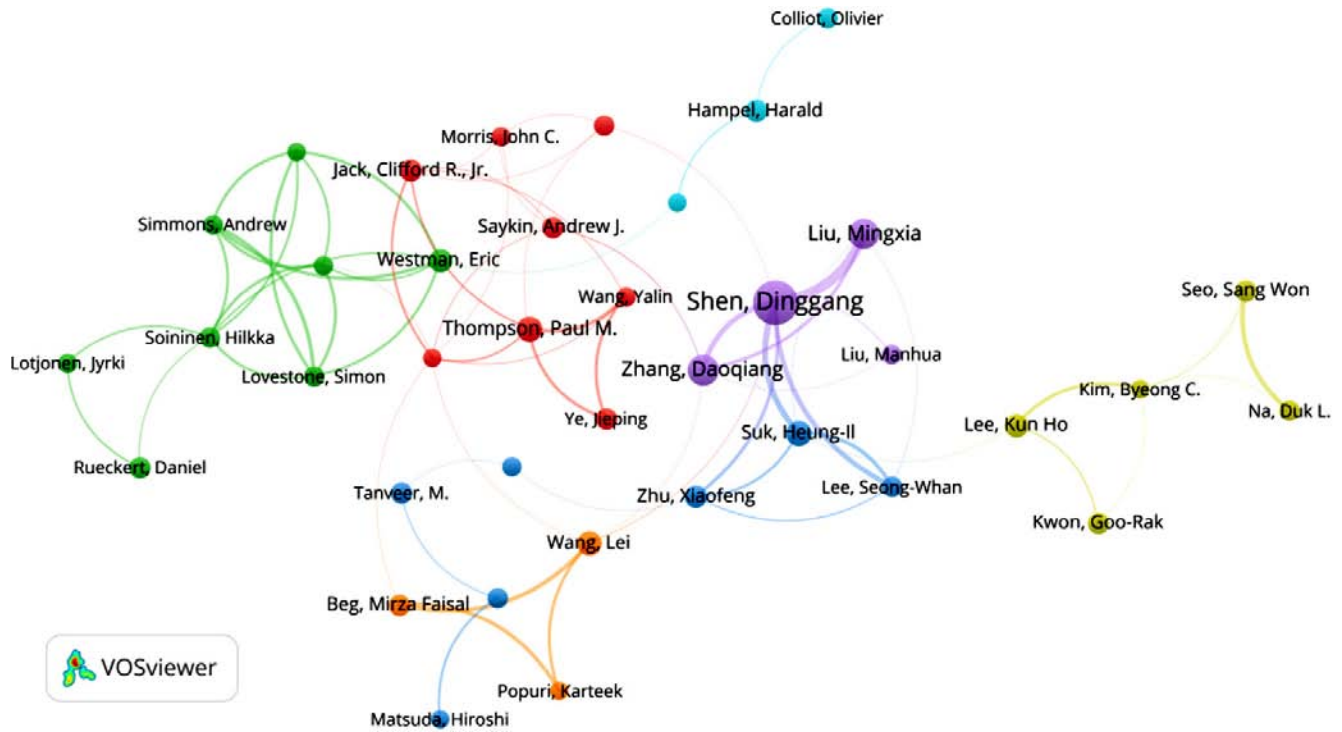 Colliot, Olivier
Hampel, Harald
Morris, John C.
Jack, Clifford R., Jr.
Simmons, Andrew
Saykin, Andrew J.
Liu, Mingxia
Westman, Eric
Seo, Sang Won
Wang, Yalin
Shen, Dinggang
Thompson, Paul M.
Soininen, Hilkka
Liu, Manhua
Lotjonen, Jyrki
Zhang, Daoqiang
Lovestone, Simon
Kim, Byeong C.
Na, Duk L.
Ye, Jieping
Lee, Kun Ho
Suk, Heung-Il
Rueckert, Daniel
Lee, Seong-Whan
Tanveer, M.
Zhu, Xiaofeng
Kwon, Goo-Rak
Wang, Lei
Beg, Mirza Faisal
VOSviewer
Popuri, Karteek
Matsuda, Hiroshi